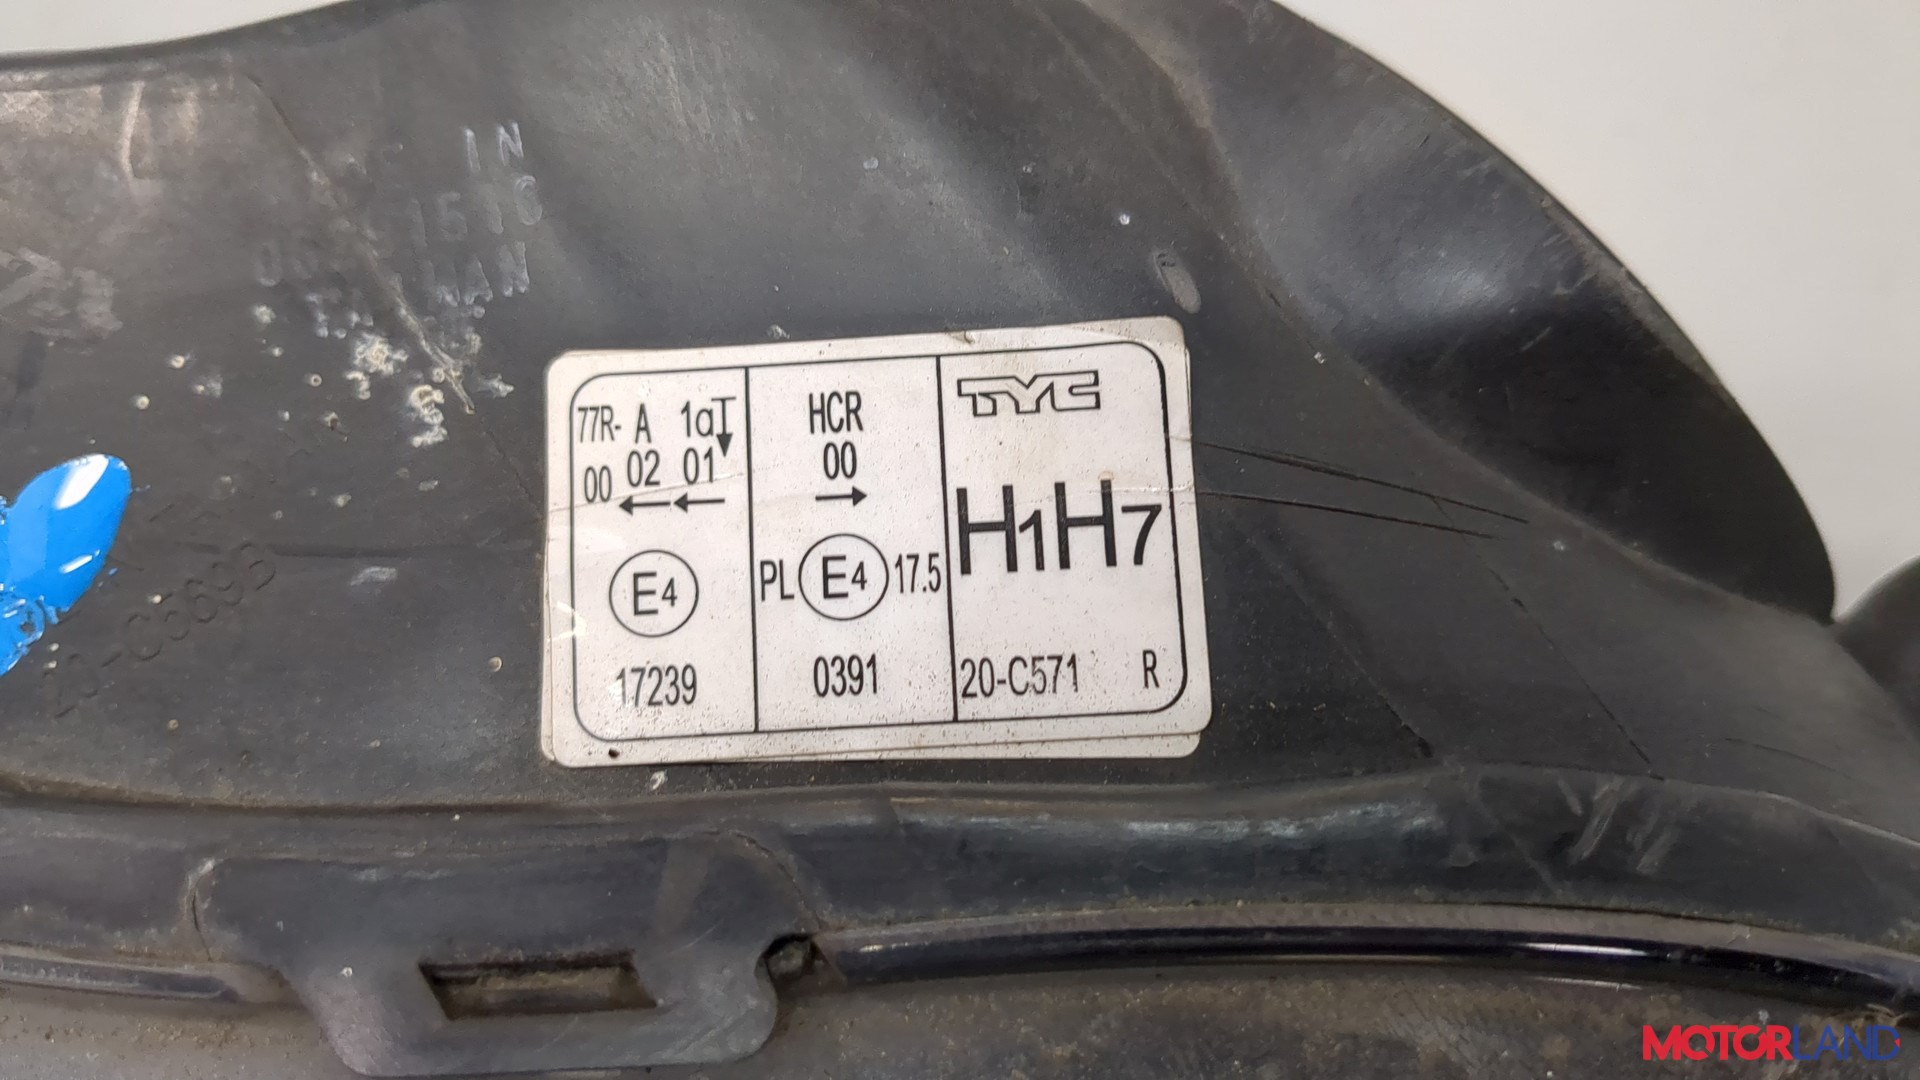 IN
TYC
77R- A 1aT
00 02 01
← ←
HCR
00
→
H1H7
E4
PL E4 17.5
17239
0391
20-C571 R
MOTORLAND